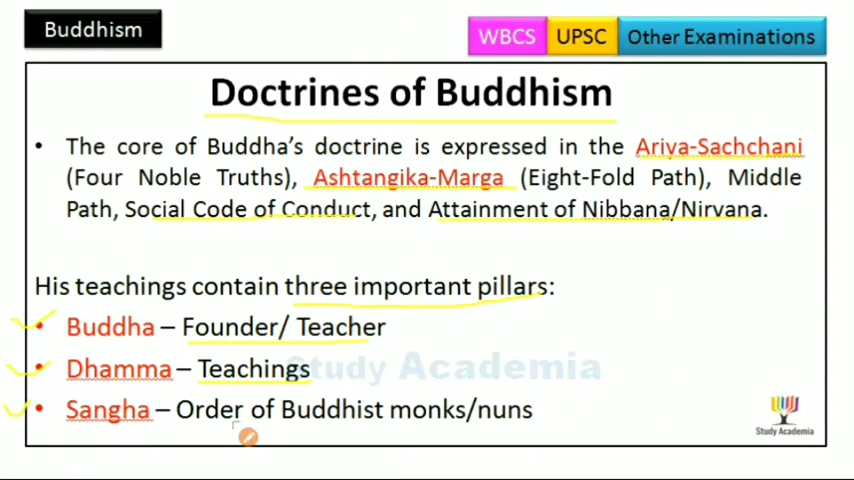 Buddhism
WBCS UPSC Other Examinations
Doctrines of Buddhism
• The core of Buddha's doctrine is expressed in the Ariya-Sachchani
(Four Noble Truths), Ashtangika-Marga (Eight-Fold Path), Middle
Path, Social Code of Conduct, and Attainment of Nibbana/Nirvana.
His teachings contain three important pillars:
• Buddha – Founder/ Teacher
• Dhamma – Teachings
Study Academia
• Sangha – Order of Buddhist monks/nuns
Study Academia